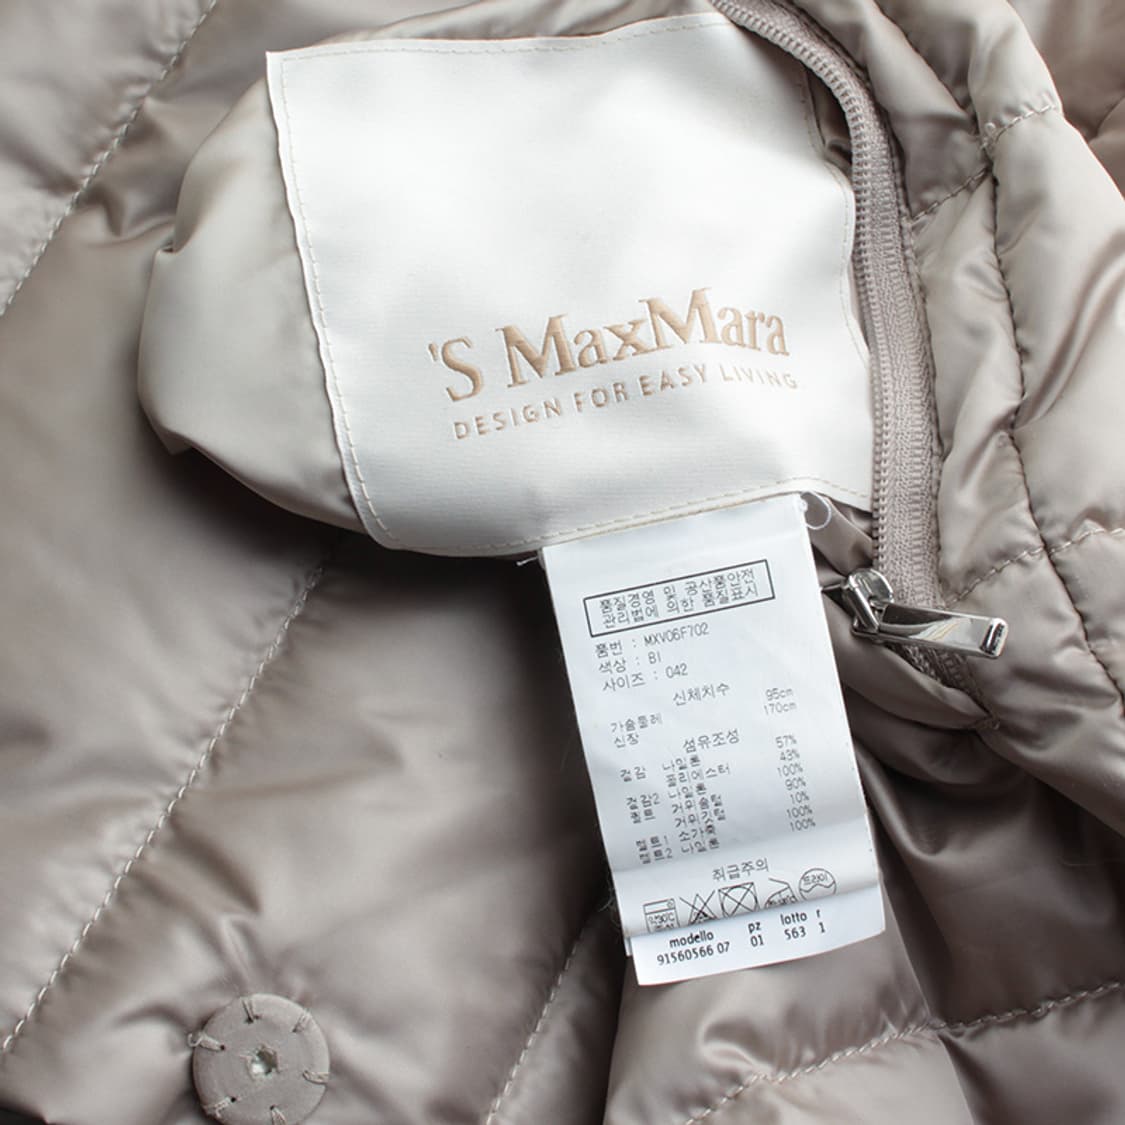 'S MaxMara
DESIGN FOR EASY LIVING
품질경영 및 공산품안전
관리법에 의한 품질표시
품번 : MXV06F702
색상 : BI
사이즈 : 042
신체치수
가슴둘레 95cm
신장 170cm
섬유조성
겉감 나일론 57%
폴리에스터 43%
겉감2 나일론 100%
거위솜털 90%
거위깃털 10%
벨트1 소가죽 100%
벨트2 나일론 100%
취급주의
드라이
modello pz lotto r
91560566 07 01 563 1